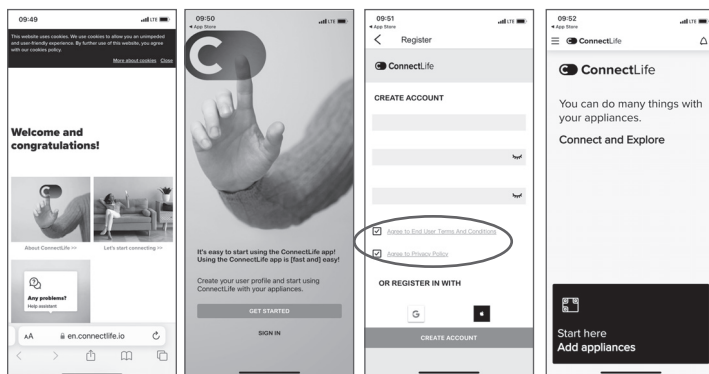 09:49
LTE
This website uses cookies. We use cookies to allow you an unimpeded
and user-friendly experience. By further use of this website, you agree
with our cookies policy.
More about cookies Close
Welcome and
congratulations!
About ConnectLife >>
Let's start connecting >>
Any problems?
Help assistant
AA en.connectlife.io
09:50
◄ App Store
LTE
It's easy to start using the ConnectLife app!
Using the ConnectLife app is [fast and] easy!
Create your user profile and start using
ConnectLife with your appliances.
GET STARTED
SIGN IN
09:51
◄ App Store
LTE
Register
ConnectLife
CREATE ACCOUNT
Agree to End User Terms And Conditions
Agree to Privacy Policy
OR REGISTER IN WITH
G
CREATE ACCOUNT
09:52
◄ App Store
LTE
ConnectLife
ConnectLife
You can do many things with
your appliances.
Connect and Explore
Start here
Add appliances